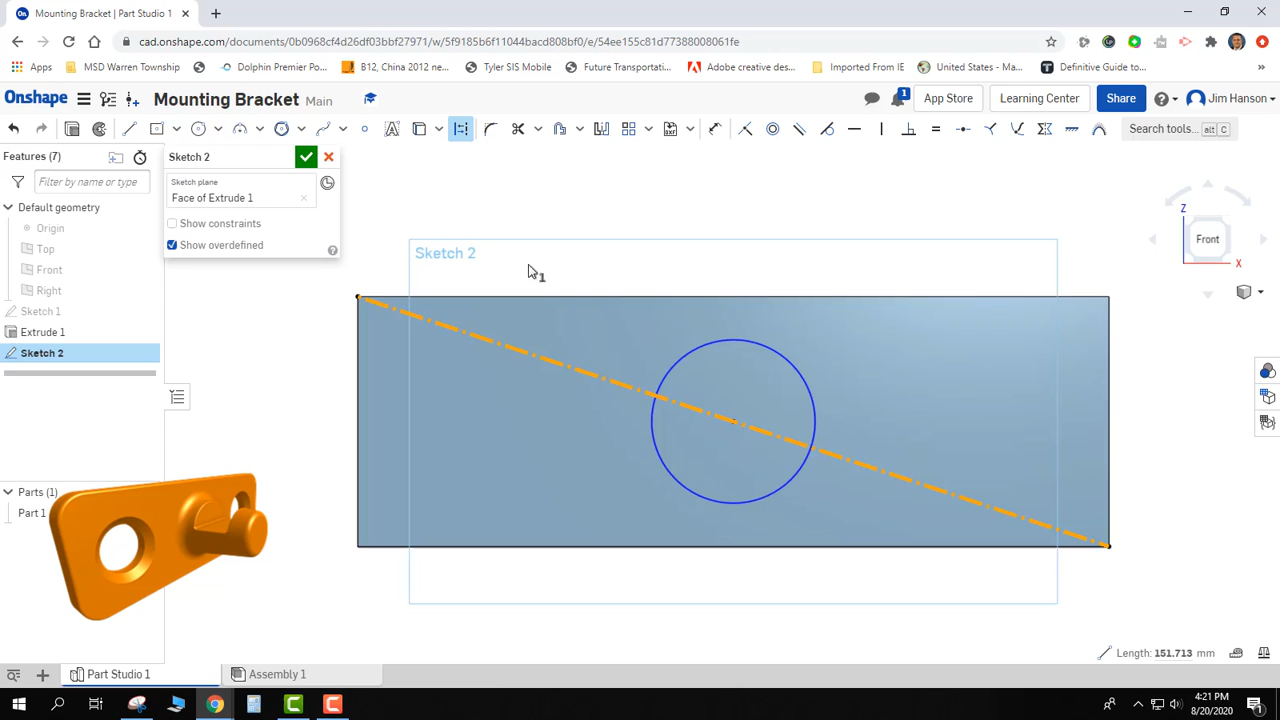 Mounting Bracket | Part Studio 1
cad.onshape.com/documents/0b0968cf4d26df03bbf27971/w/5f9185b6f11044bacd808bf0/e/54ee155c81d77388008061fe
Apps
MSD Warren Township
Dolphin Premier Po...
B12, China 2012 ne...
Tyler SIS Mobile
Future Transportati...
Adobe creative des...
Imported From IE
United States - Ma...
Definitive Guide to...
Onshape
Mounting Bracket Main
1
App Store
Learning Center
Share
Jim Hanson
Search tools... alt C
Features (7)
Filter by name or type
Default geometry
Origin
Top
Front
Right
Sketch 1
Extrude 1
Sketch 2
Sketch 2
Sketch plane
Face of Extrude 1
Show constraints
Show overdefined
Sketch 2
1
Z
Front
X
Parts (1)
Part 1
Length: 151.713 mm
Part Studio 1
Assembly 1
4:21 PM
8/20/2020
1